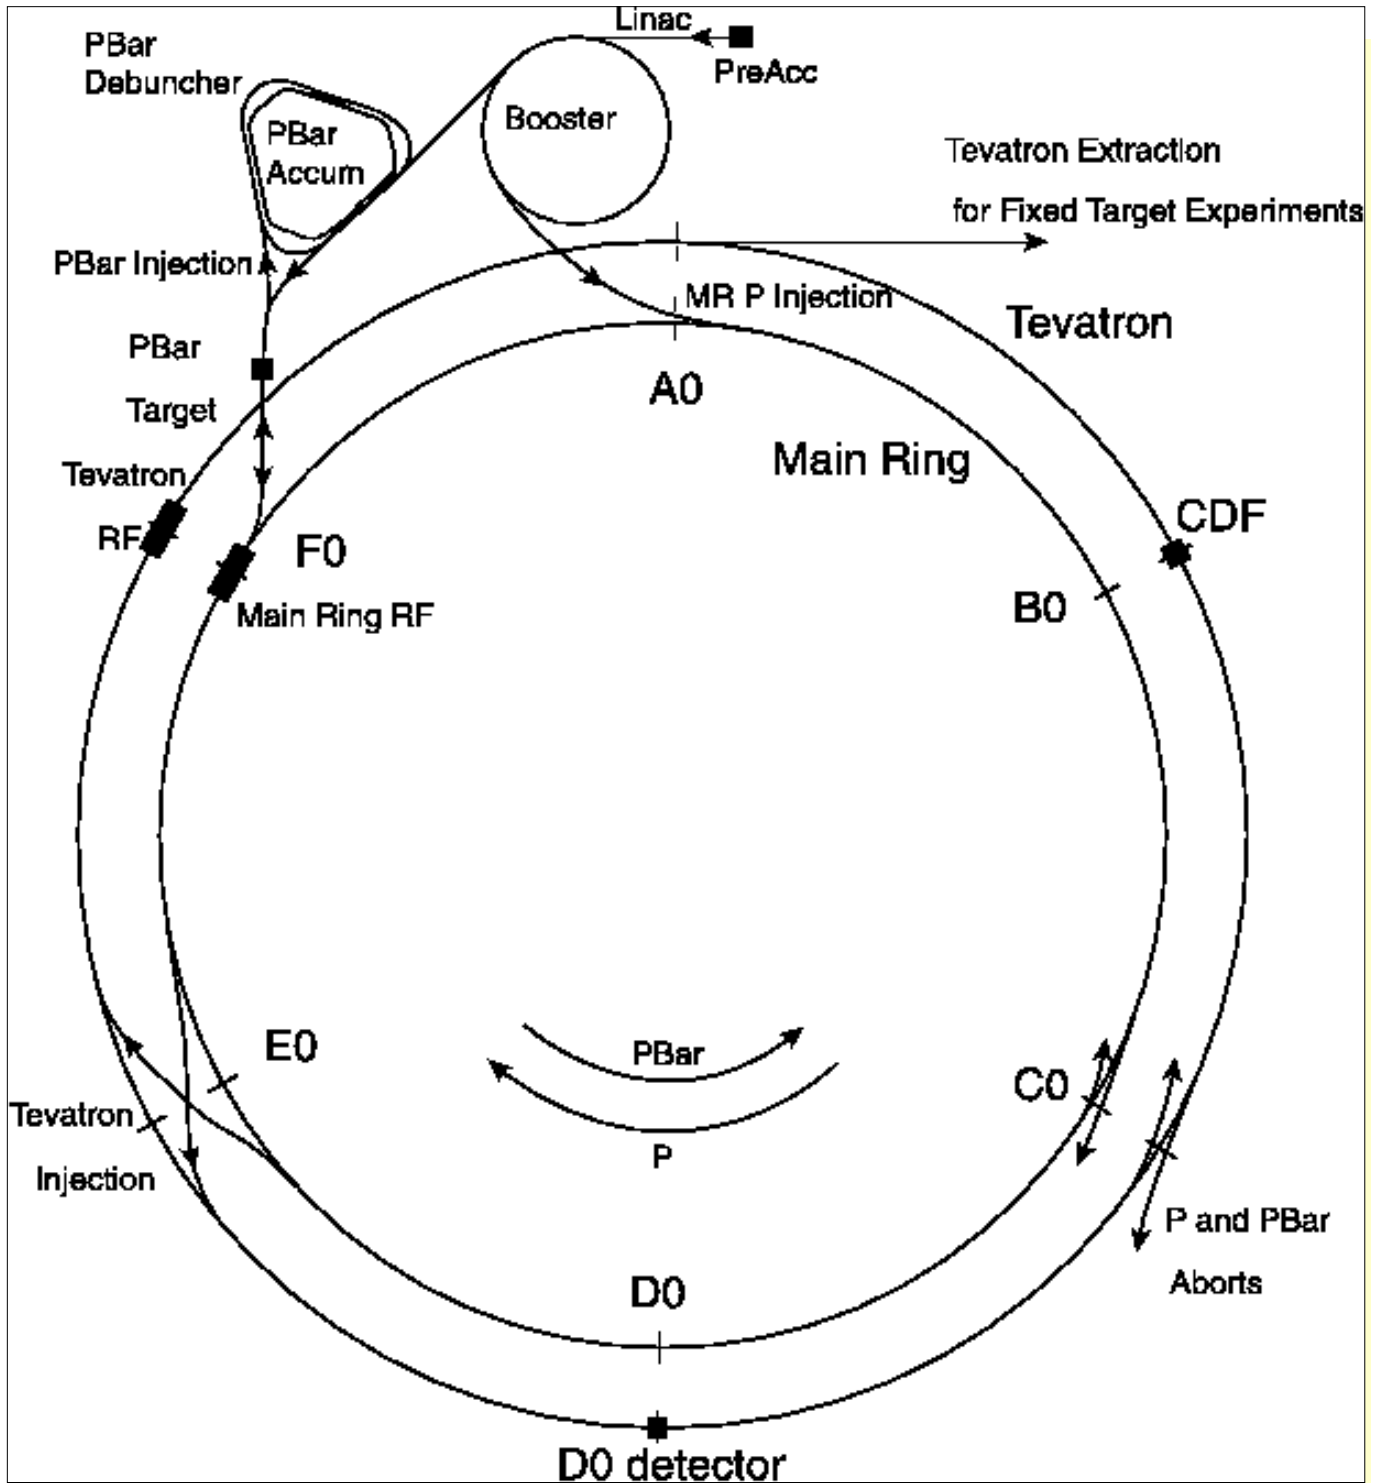 Linac
PBar
Debuncher
PreAcc
Booster
PBar
Accum
Tevatron Extraction
for Fixed Target Experiments
PBar Injection
MR P Injection
Tevatron
PBar
Target
A0
Main Ring
Tevatron
RF
CDF
F0
Main Ring RF
B0
E0
PBar
C0
Tevatron
Injection
P
P and PBar
Aborts
D0
D0 detector